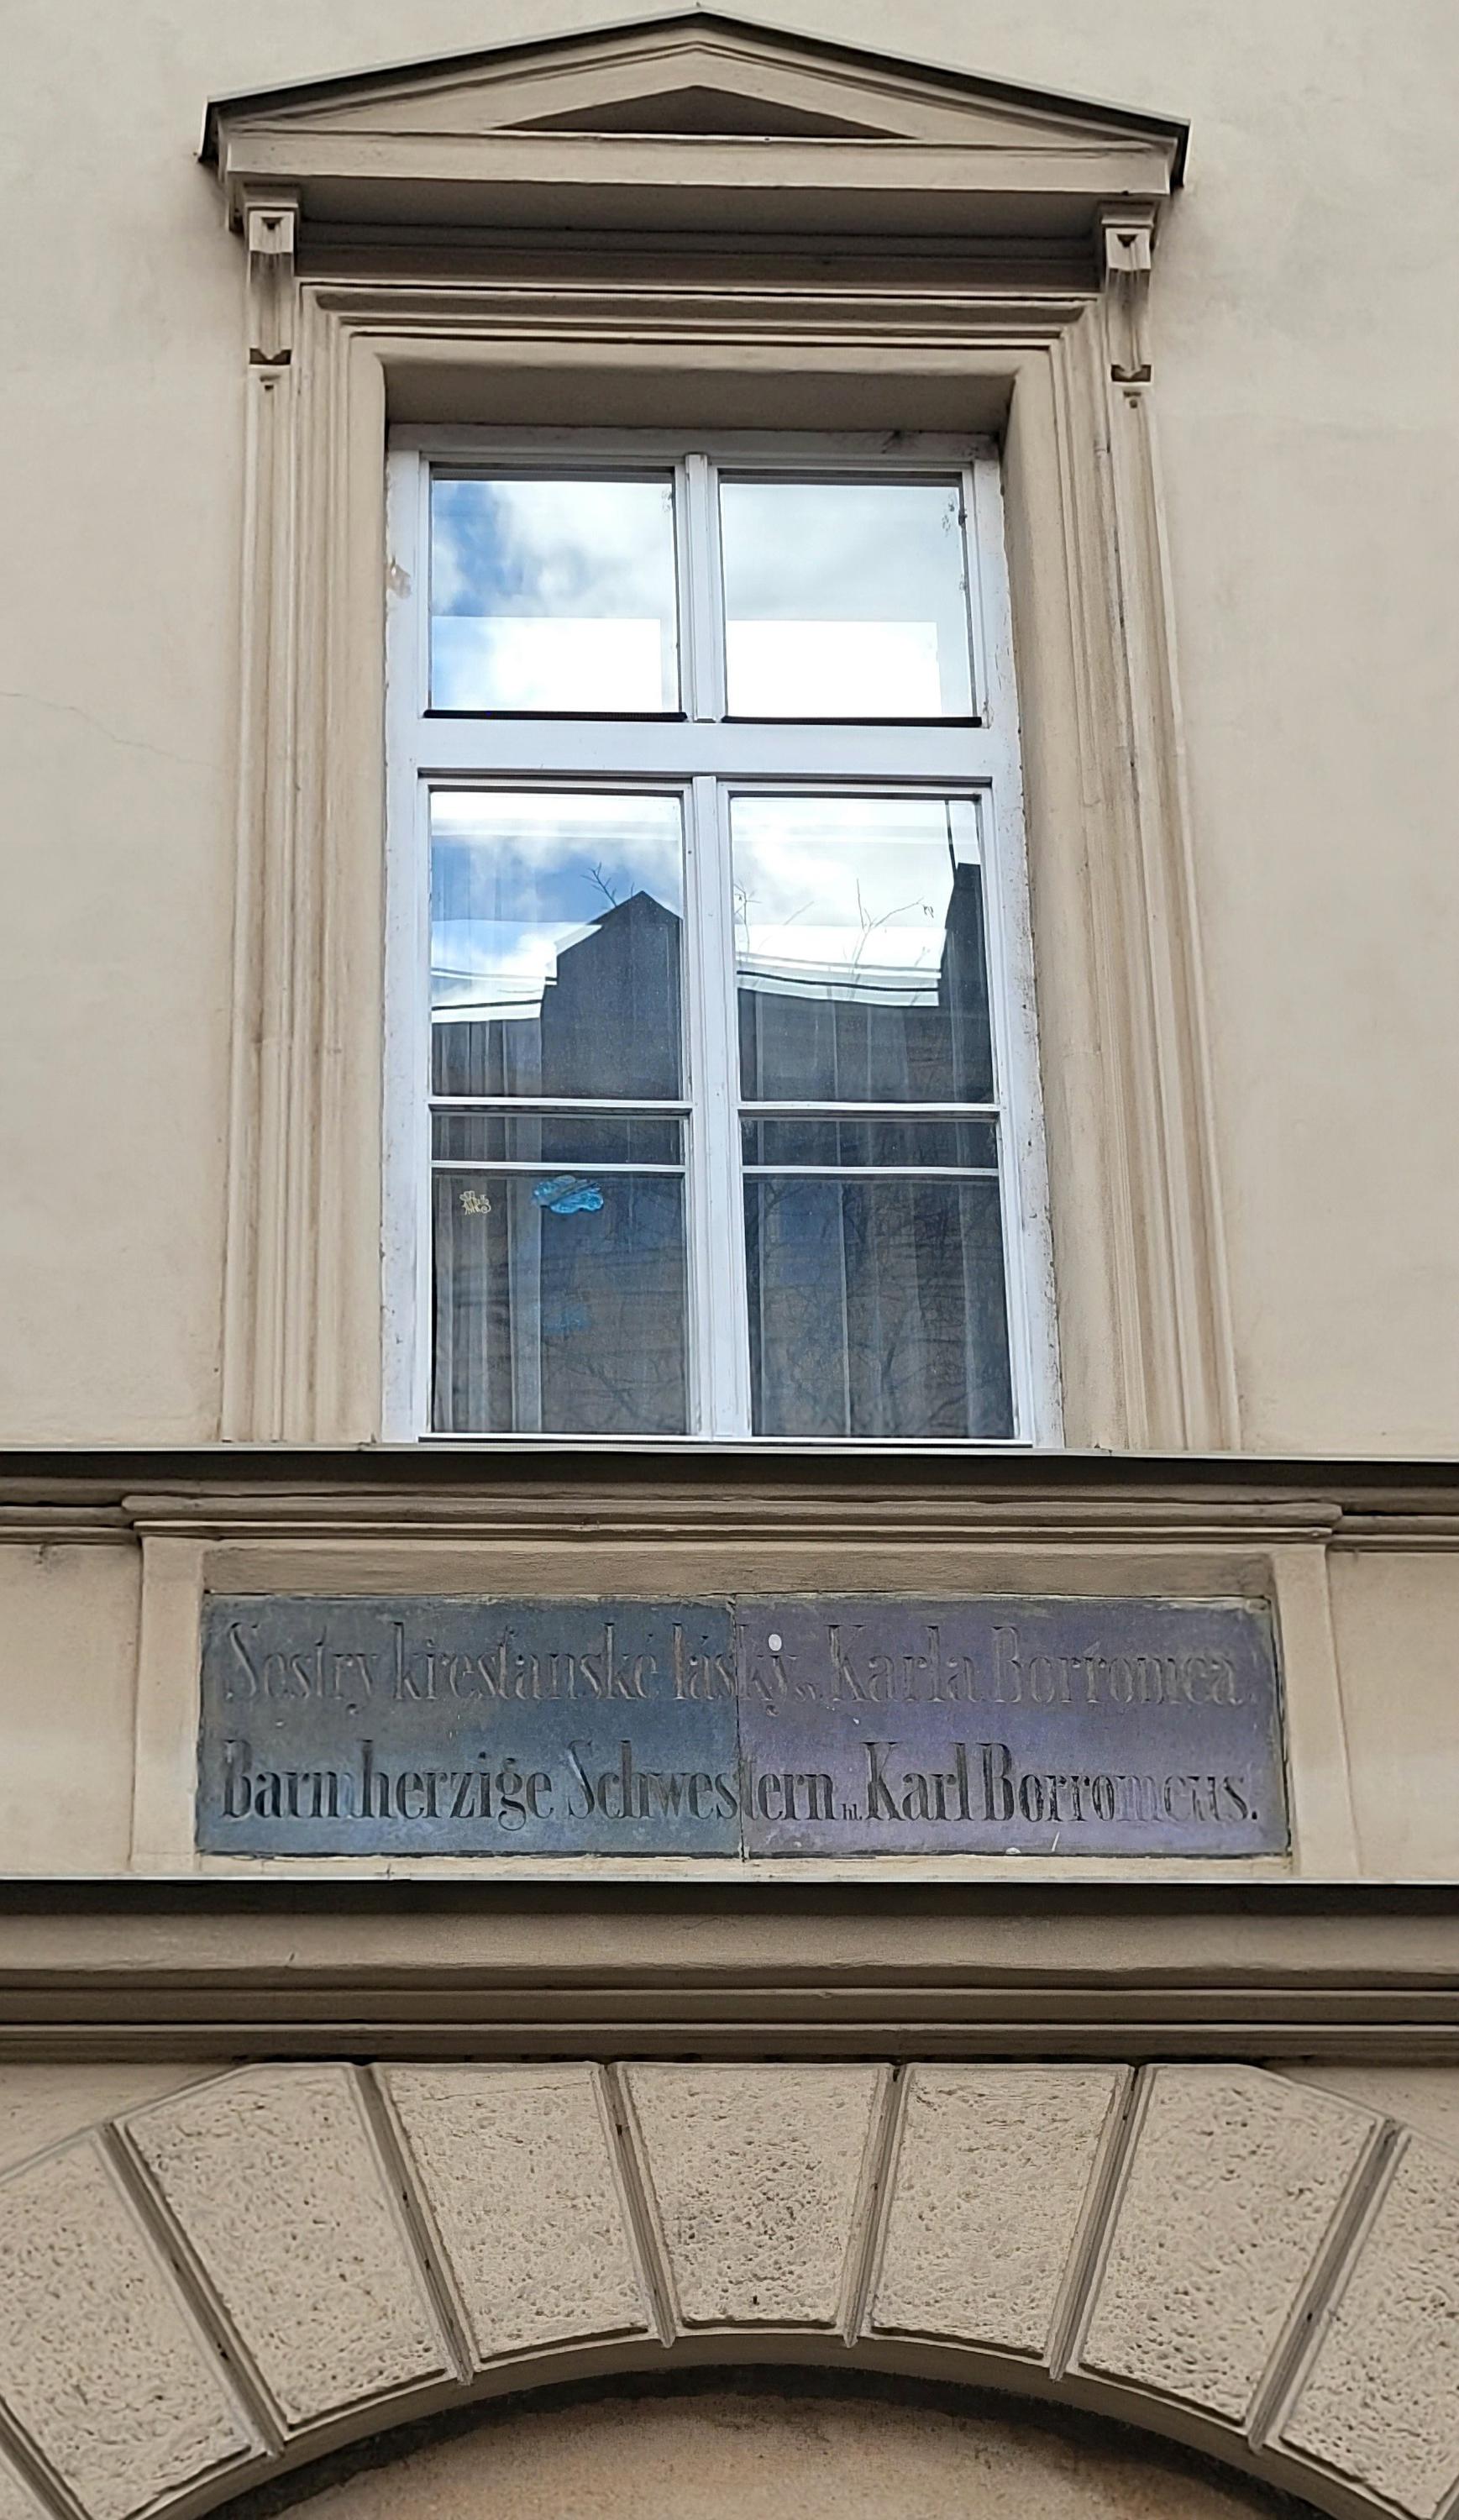 Sestry křesťanské lásky sv. Karla Borromea.
Barmherzige Schwestern hl. Karl Borromeus.